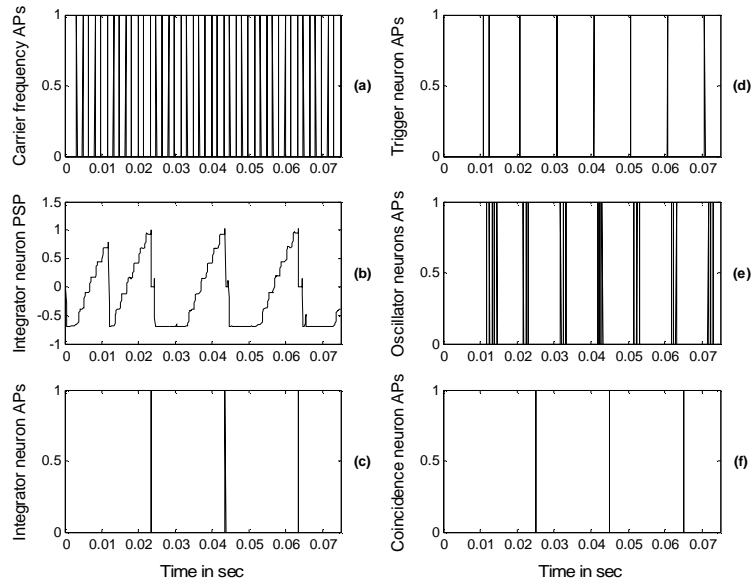 Carrier frequency APs
1
0.5
0
0 0.01 0.02 0.03 0.04 0.05 0.06 0.07
(a)
Trigger neuron APs
1
0.5
0
0 0.01 0.02 0.03 0.04 0.05 0.06 0.07
(d)
Integrator neuron PSP
1.5
1
0.5
0
-0.5
-1
0 0.01 0.02 0.03 0.04 0.05 0.06 0.07
(b)
Oscillator neurons APs
1
0.5
0
0 0.01 0.02 0.03 0.04 0.05 0.06 0.07
(e)
Integrator neuron APs
1
0.5
0
0 0.01 0.02 0.03 0.04 0.05 0.06 0.07
(c)
Time in sec
Coincidence neuron APs
1
0.5
0
0 0.01 0.02 0.03 0.04 0.05 0.06 0.07
(f)
Time in sec